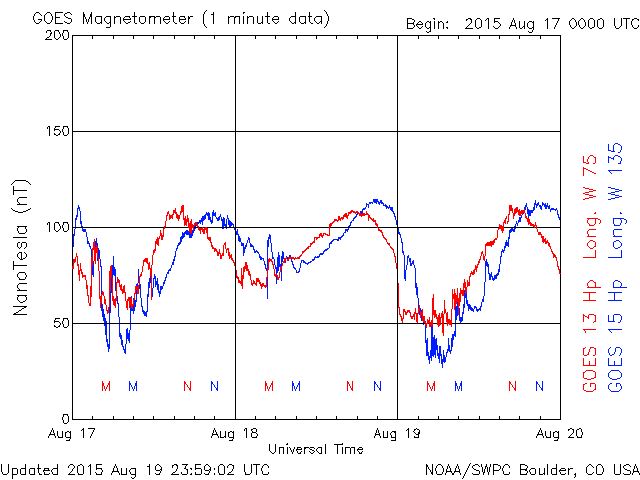 GOES Magnetometer (1 minute data)
Begin: 2015 Aug 17 0000 UTC
200
150
100
50
0
NanoTesla (nT)
M M N N M M N N M M N N
Aug 17 Aug 18 Aug 19 Aug 20
Universal Time
GOES 13 Hp Long. W 75
GOES 15 Hp Long. W 135
Updated 2015 Aug 19 23:59:02 UTC
NOAA/SWPC Boulder, CO USA